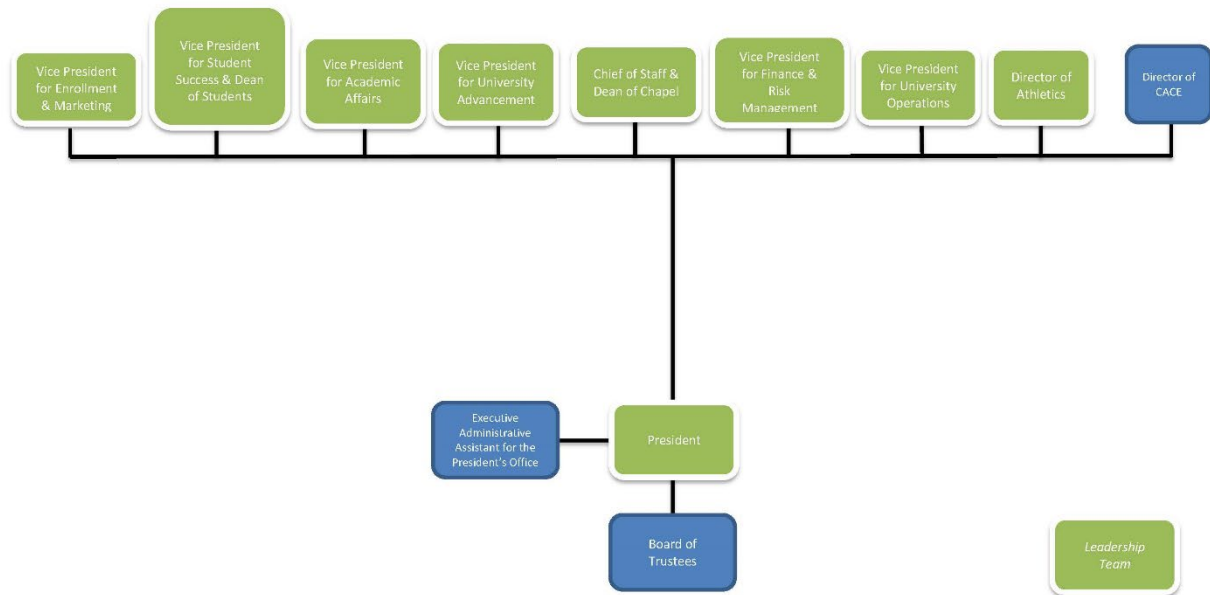 Vice President
for Enrollment
& Marketing
Vice President
for Student
Success & Dean
of Students
Vice President
for Academic
Affairs
Vice President
for University
Advancement
Chief of Staff &
Dean of Chapel
Vice President
for Finance &
Risk
Management
Vice President
for University
Operations
Director of
Athletics
Director of
CACE
Executive
Administrative
Assistant for the
President’s Office
President
Board of
Trustees
Leadership
Team